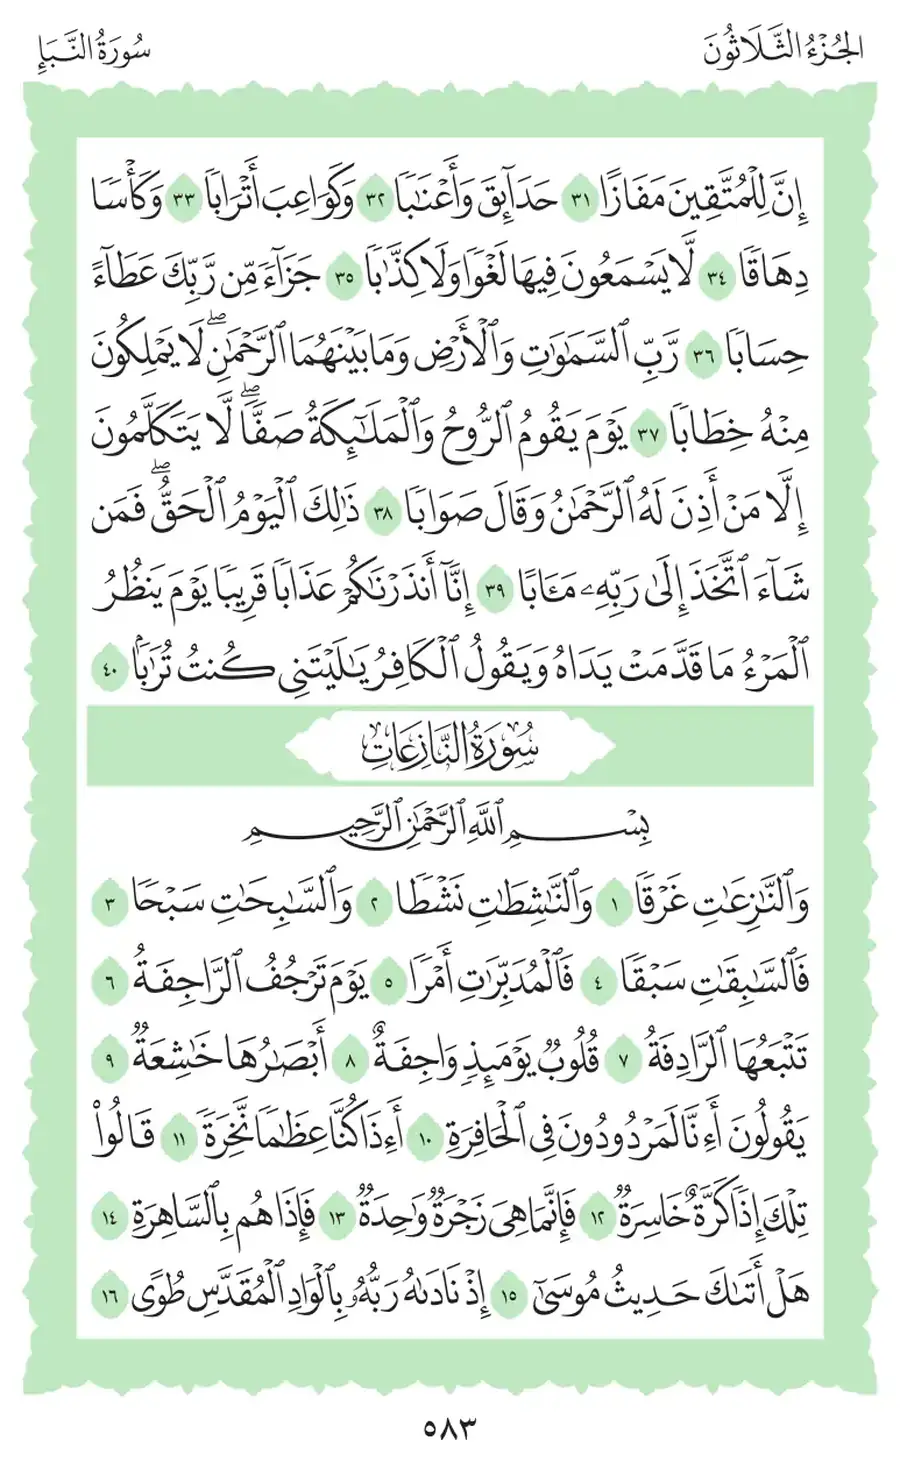 الجُزْءُ الثَّلَاثُونَ
سُورَةُ النَّبَإِ
إِنَّ لِلْمُتَّقِينَ مَفَازًا ٣١ حَدَآئِقَ وَأَعْنَٰبًا ٣٢ وَكَوَاعِبَ أَتْرَابًا ٣٣ وَكَأْسًا
دِهَاقًا ٣٤ لَّا يَسْمَعُونَ فِيهَا لَغْوًا وَلَا كِذَّٰبًا ٣٥ جَزَآءً مِّن رَّبِّكَ عَطَآءً
حِسَابًا ٣٦ رَّبِّ ٱلسَّمَٰوَٰتِ وَٱلْأَرْضِ وَمَا بَيْنَهُمَا ٱلرَّحْمَٰنِۖ لَا يَمْلِكُونَ
مِنْهُ خِطَابًا ٣٧ يَوْمَ يَقُومُ ٱلرُّوحُ وَٱلْمَلَٰٓئِكَةُ صَفًّاۖ لَّا يَتَكَلَّمُونَ
إِلَّا مَنْ أَذِنَ لَهُ ٱلرَّحْمَٰنُ وَقَالَ صَوَابًا ٣٨ ذَٰلِكَ ٱلْيَوْمُ ٱلْحَقُّۖ فَمَن
شَآءَ ٱتَّخَذَ إِلَىٰ رَبِّهِۦ مَـَٔابًا ٣٩ إِنَّآ أَنذَرْنَٰكُمْ عَذَابًا قَرِيبًا يَوْمَ يَنظُرُ
ٱلْمَرْءُ مَا قَدَّمَتْ يَدَاهُ وَيَقُولُ ٱلْكَافِرُ يَٰلَيْتَنِى كُنتُ تُرَٰبًۢا ٤٠
سُورَةُ النَّازِعَاتِ
بِسْمِ ٱللَّهِ ٱلرَّحْمَٰنِ ٱلرَّحِيمِ
وَٱلنَّٰزِعَٰتِ غَرْقًا ١ وَٱلنَّٰشِطَٰتِ نَشْطًا ٢ وَٱلسَّٰبِحَٰتِ سَبْحًا ٣
فَٱلسَّٰبِقَٰتِ سَبْقًا ٤ فَٱلْمُدَبِّرَٰتِ أَمْرًا ٥ يَوْمَ تَرْجُفُ ٱلرَّاجِفَةُ ٦
تَتْبَعُهَا ٱلرَّادِفَةُ ٧ قُلُوبٌ يَوْمَئِذٍ وَاجِفَةٌ ٨ أَبْصَٰرُهَا خَٰشِعَةٌ ٩
يَقُولُونَ أَءِنَّا لَمَرْدُودُونَ فِى ٱلْحَافِرَةِ ١٠ أَءِذَا كُنَّا عِظَٰمًا نَّخِرَةً ١١ قَالُوا۟
تِلْكَ إِذًا كَرَّةٌ خَاسِرَةٌ ١٢ فَإِنَّمَا هِىَ زَجْرَةٌ وَٰحِدَةٌ ١٣ فَإِذَا هُم بِٱلسَّاهِرَةِ ١٤
هَلْ أَتَىٰكَ حَدِيثُ مُوسَىٰٓ ١٥ إِذْ نَادَىٰهُ رَبُّهُۥ بِٱلْوَادِ ٱلْمُقَدَّسِ طُوًى ١٦
٥٨٣